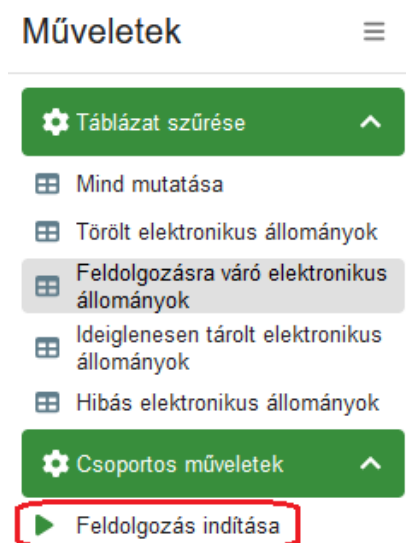 Műveletek
Táblázat szűrése
Mind mutatása
Törölt elektronikus állományok
Feldolgozásra váró elektronikus
állományok
Ideiglenesen tárolt elektronikus
állományok
Hibás elektronikus állományok
Csoportos műveletek
Feldolgozás indítása